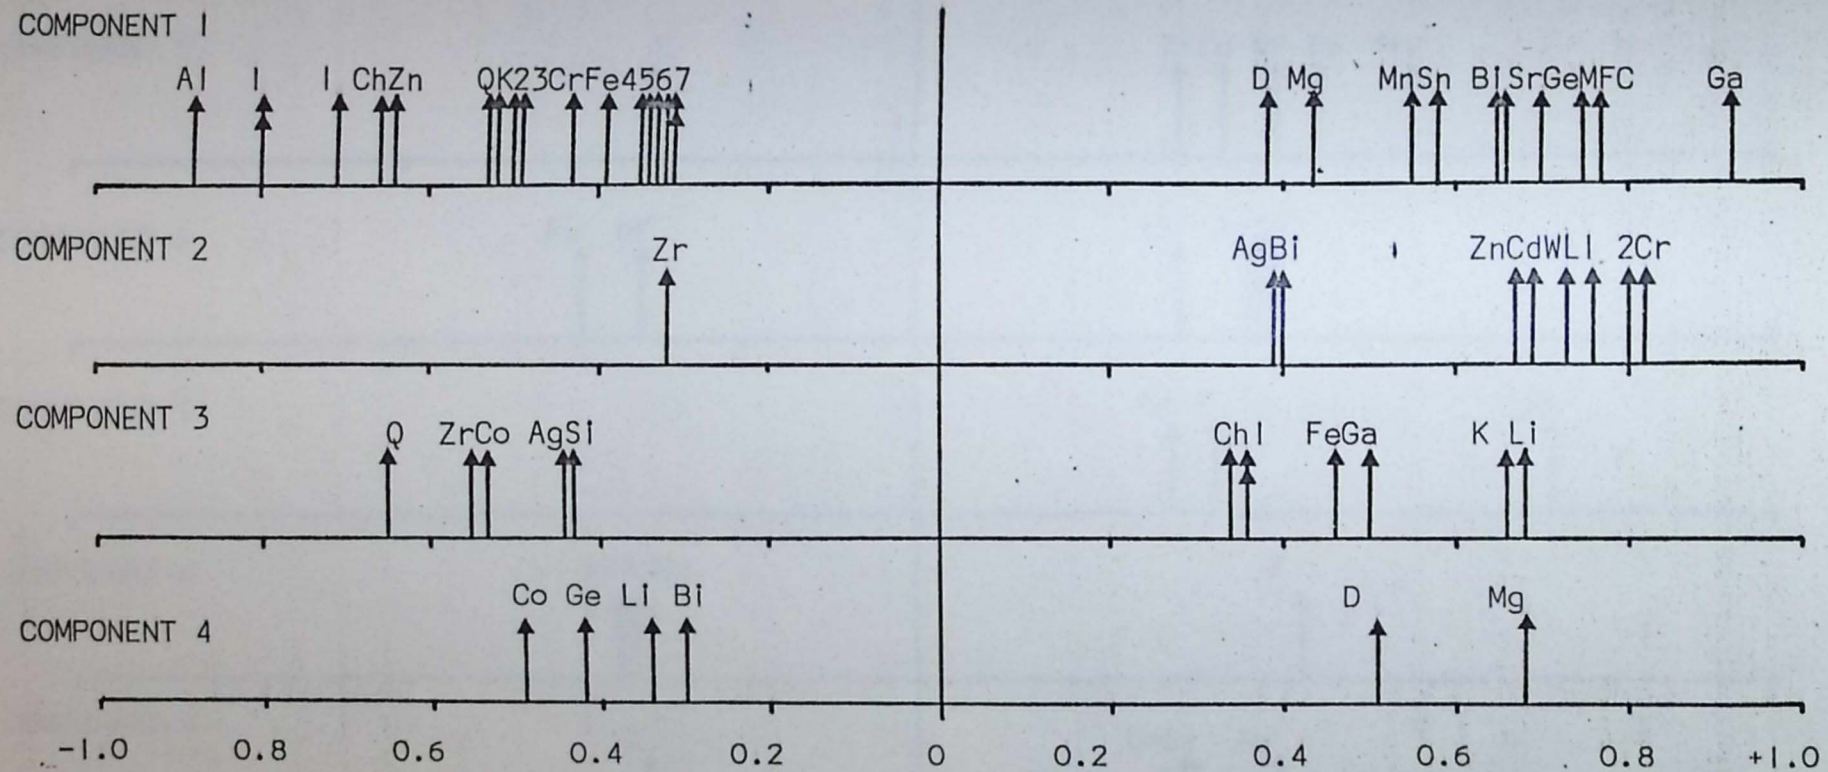 COMPONENT 1
Al I I ChZn QK23CrFe4567 D Mg MnSn BiSrGeMFC Ga
COMPONENT 2
Zr AgBi ZnCdWLI 2Cr
COMPONENT 3
Q ZrCo AgSi ChI FeGa K Li
COMPONENT 4
Co Ge Li Bi D Mg
-1.0 0.8 0.6 0.4 0.2 0 0.2 0.4 0.6 0.8 +1.0